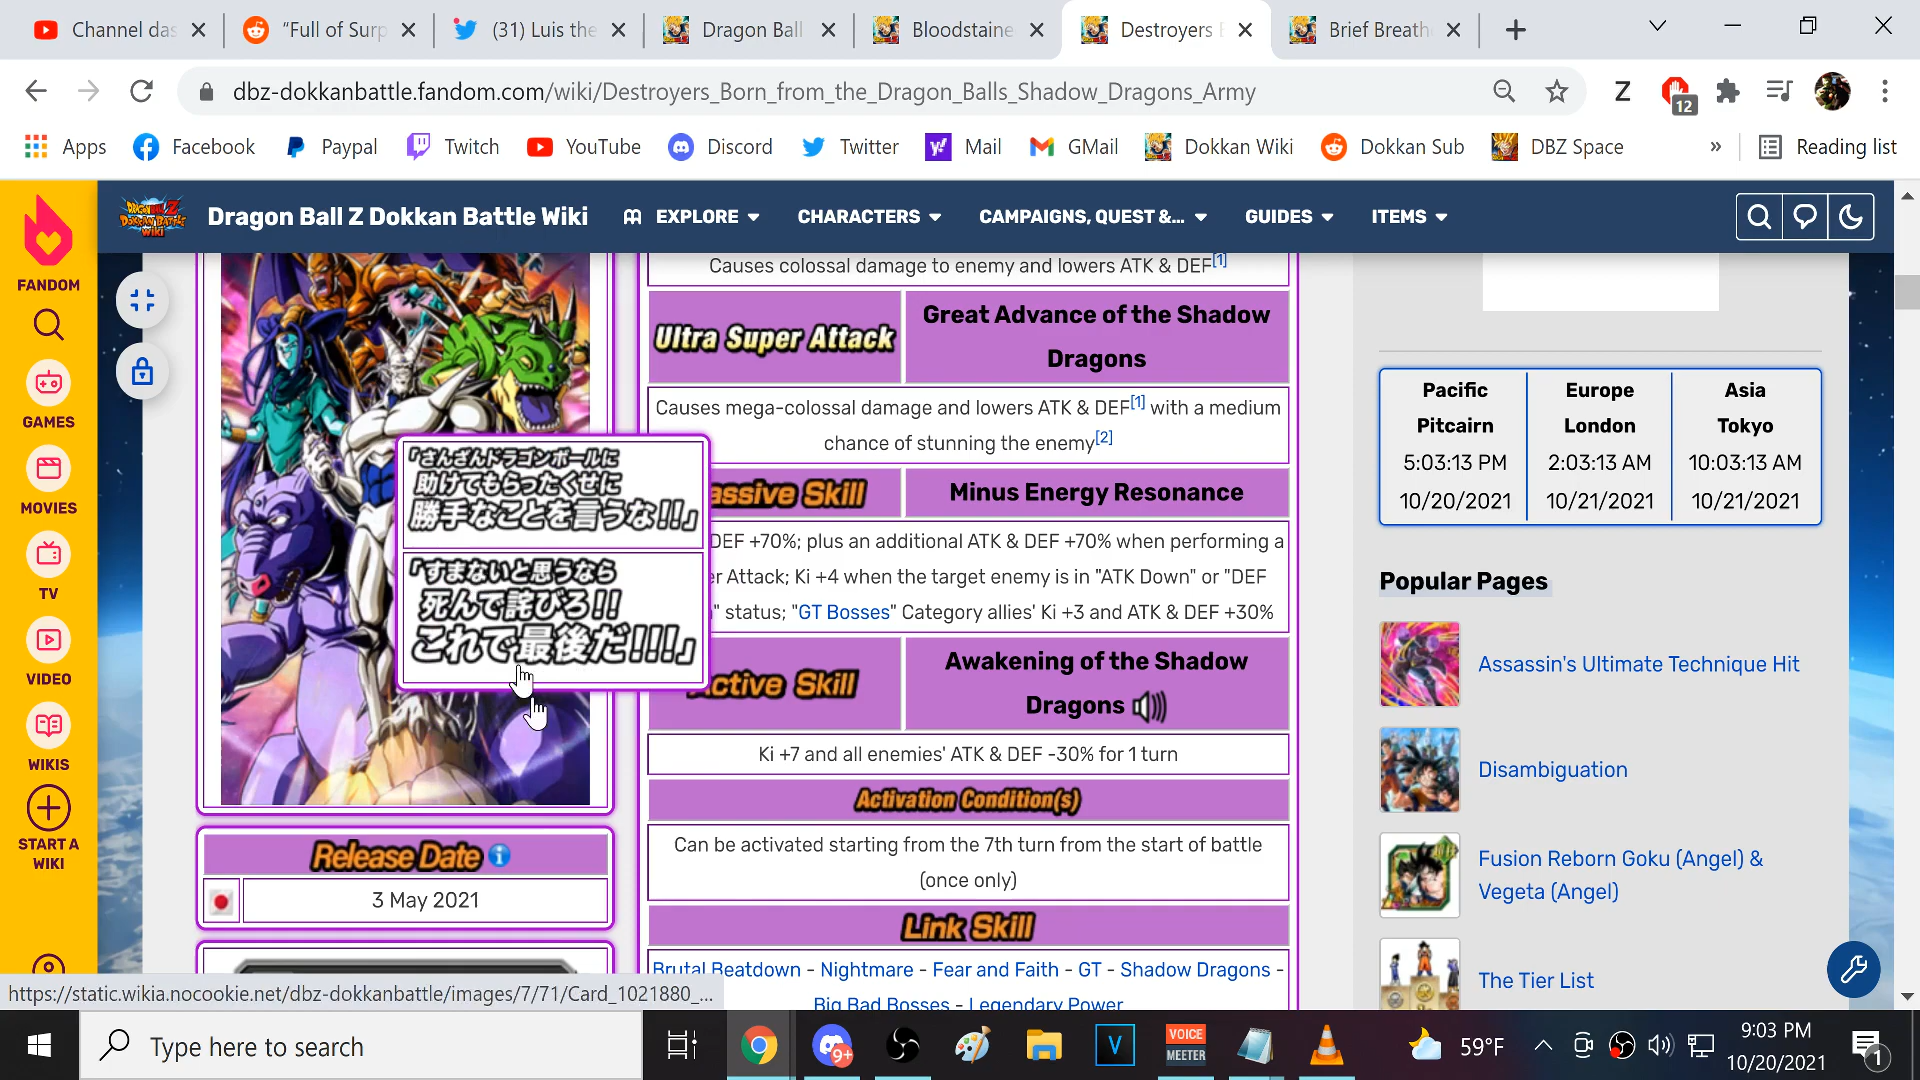 Channel das
"Full of Surp
(31) Luis the
Dragon Ball
Bloodstaine
Destroyers B
Brief Breath
dbz-dokkanbattle.fandom.com/wiki/Destroyers_Born_from_the_Dragon_Balls_Shadow_Dragons_Army
Z
12
Apps
Facebook
Paypal
Twitch
YouTube
Discord
Twitter
Mail
GMail
Dokkan Wiki
Dokkan Sub
DBZ Space
»
Reading list
FANDOM
GAMES
MOVIES
TV
VIDEO
WIKIS
START A
WIKI
Dragon Ball Z Dokkan Battle Wiki
EXPLORE
CHARACTERS
CAMPAIGNS, QUEST &...
GUIDES
ITEMS
Causes colossal damage to enemy and lowers ATK & DEF[1]
Ultra Super Attack
Great Advance of the Shadow
Dragons
Causes mega-colossal damage and lowers ATK & DEF[1] with a medium
chance of stunning the enemy[2]
「さんざんドラゴンボールに
助けてもらったくせに
勝手なことを言うな!!」
「すまないと思うなら
死んで詫びろ!!
これで最後だ!!!」
assive Skill
Minus Energy Resonance
DEF +70%; plus an additional ATK & DEF +70% when performing a
er Attack; Ki +4 when the target enemy is in "ATK Down" or "DEF
" status; "GT Bosses" Category allies' Ki +3 and ATK & DEF +30%
Active Skill
Awakening of the Shadow
Dragons
Ki +7 and all enemies' ATK & DEF -30% for 1 turn
Activation Condition(s)
Can be activated starting from the 7th turn from the start of battle
(once only)
Link Skill
Brutal Beatdown - Nightmare - Fear and Faith - GT - Shadow Dragons -
Big Bad Bosses - Legendary Power
Release Date
3 May 2021
Pacific
Pitcairn
5:03:13 PM
10/20/2021
Europe
London
2:03:13 AM
10/21/2021
Asia
Tokyo
10:03:13 AM
10/21/2021
Popular Pages
Assassin's Ultimate Technique Hit
Disambiguation
Fusion Reborn Goku (Angel) &
Vegeta (Angel)
The Tier List
https://static.wikia.nocookie.net/dbz-dokkanbattle/images/7/71/Card_1021880_...
Type here to search
9+
V
VOICE
MEETER
59°F
9:03 PM
10/20/2021
1